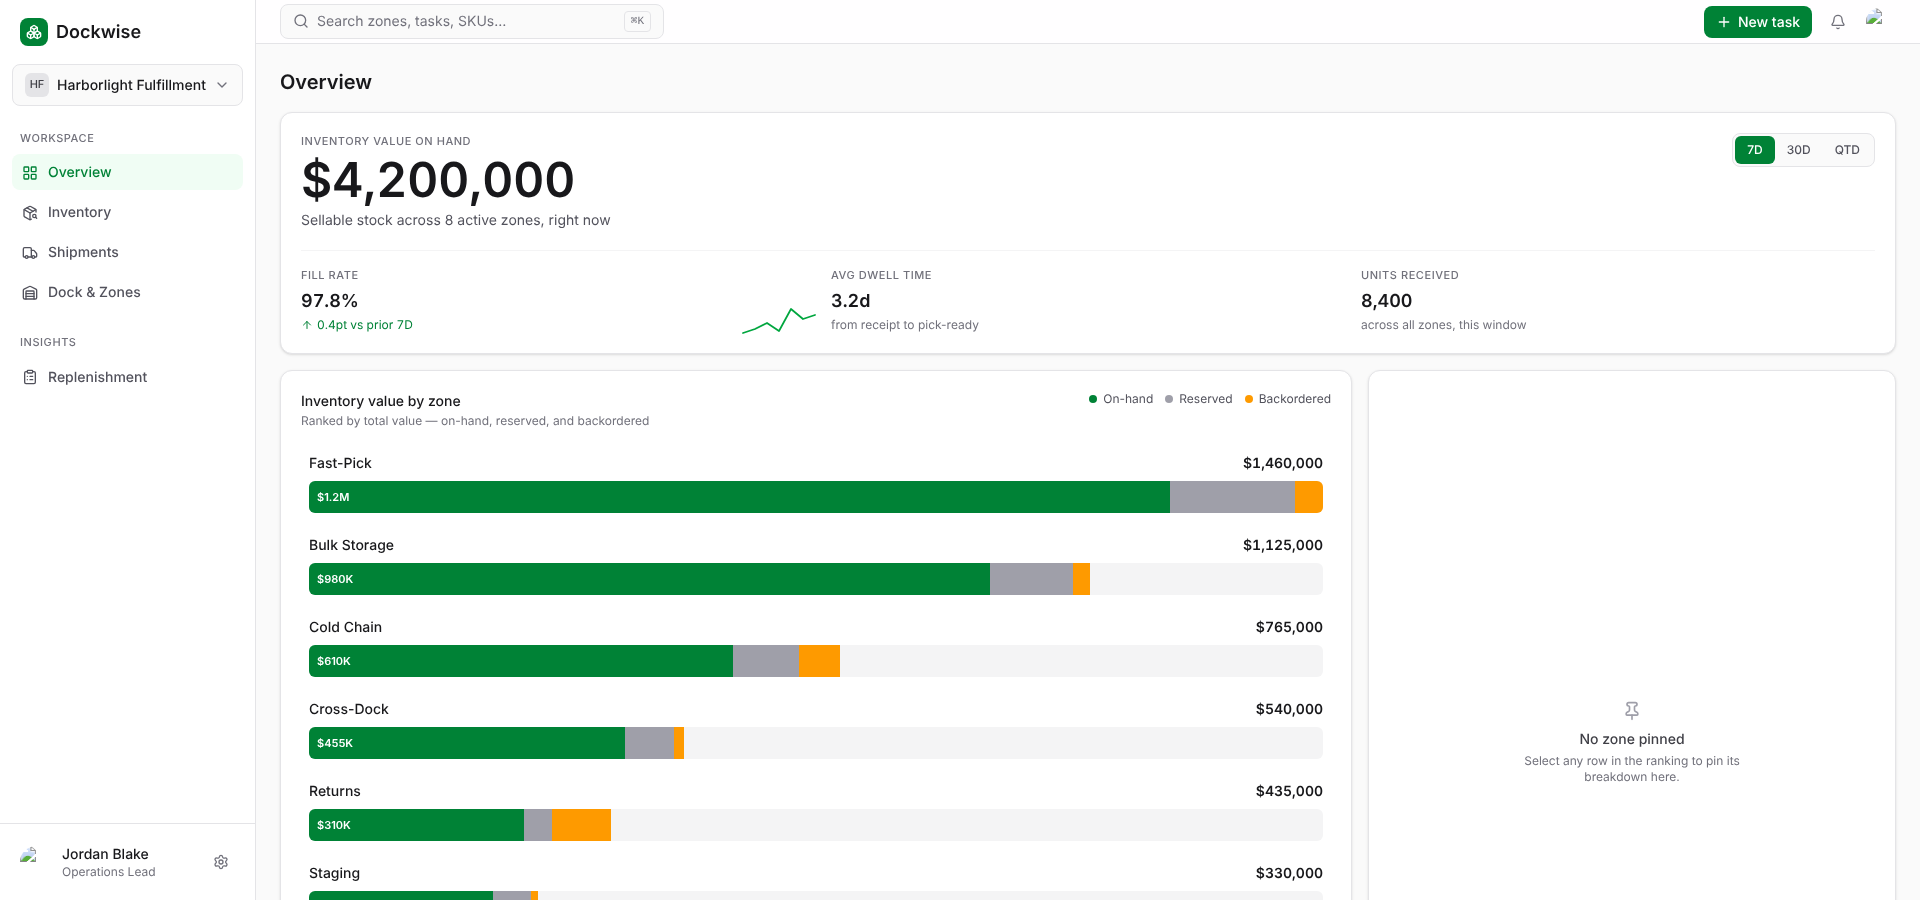 Dockwise
HF Harborlight Fulfillment
WORKSPACE
Overview
Inventory
Shipments
Dock & Zones
INSIGHTS
Replenishment
Jordan Blake
Operations Lead
Search zones, tasks, SKUs...
⌘K
New task
Overview
INVENTORY VALUE ON HAND
$4,200,000
Sellable stock across 8 active zones, right now
7D 30D QTD
FILL RATE
97.8%
↑ 0.4pt vs prior 7D
AVG DWELL TIME
3.2d
from receipt to pick-ready
UNITS RECEIVED
8,400
across all zones, this window
Inventory value by zone
Ranked by total value — on-hand, reserved, and backordered
On-hand Reserved Backordered
Fast-Pick $1,460,000
$1.2M
Bulk Storage $1,125,000
$980K
Cold Chain $765,000
$610K
Cross-Dock $540,000
$455K
Returns $435,000
$310K
Staging $330,000
No zone pinned
Select any row in the ranking to pin its
breakdown here.